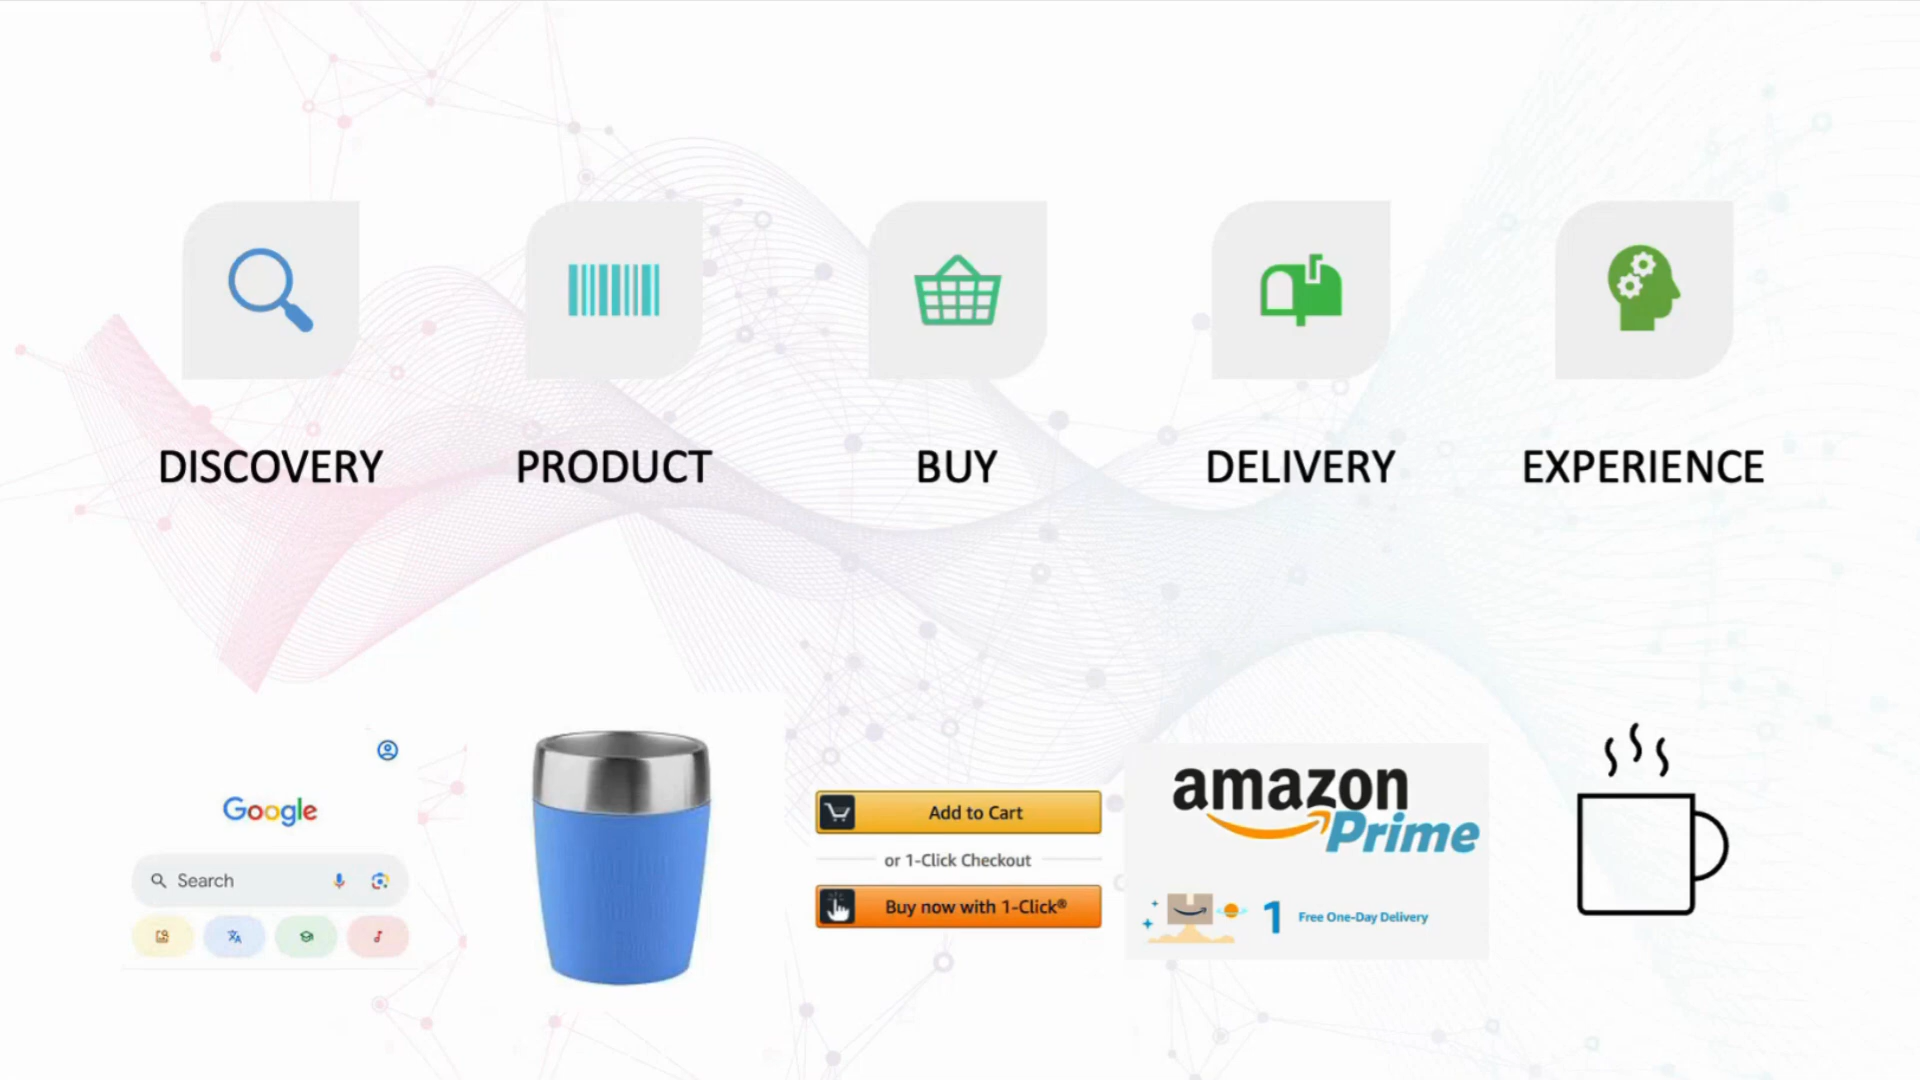 DISCOVERY
PRODUCT
BUY
DELIVERY
EXPERIENCE
Google
Search
Add to Cart
or 1-Click Checkout
Buy now with 1-Click®
amazon
Prime
1 Free One-Day Delivery